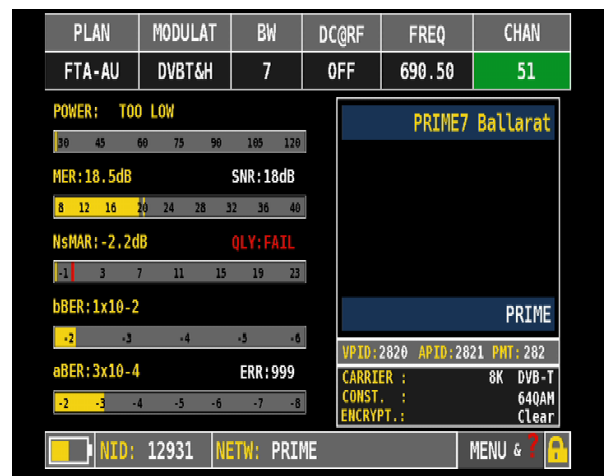 PLAN MODULAT BW DC@RF FREQ CHAN
FTA-AU DVBT&H 7 OFF 690.50 51
POWER: TOO LOW
30 45 60 75 90 105 120
MER:18.5dB SNR:18dB
8 12 16 20 24 28 32 36 40
NsMAR:-2.2dB QLY:FAIL
-1 3 7 11 15 19 23
bBER:1x10-2
-2 -3 -4 -5 -6
aBER:3x10-4 ERR:999
-2 -3 -4 -5 -6 -7 -8
PRIME7 Ballarat
PRIME
VPID:2820 APID:2821 PMT:282
CARRIER : 8K DVB-T
CONST. : 64QAM
ENCRYPT.: Clear
NID: 12931 NETW: PRIME MENU & ?